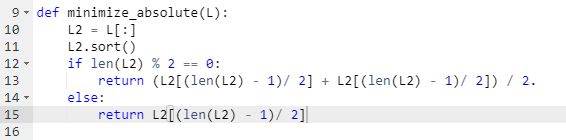 9 def minimize_absolute(L):
10 L2 = L[:]
11 L2.sort()
12 if len(L2) % 2 == 0:
13 return (L2[(len(L2) - 1)/ 2] + L2[(len(L2) - 1)/ 2]) / 2.
14 else:
15 return L2[(len(L2) - 1)/ 2]
16